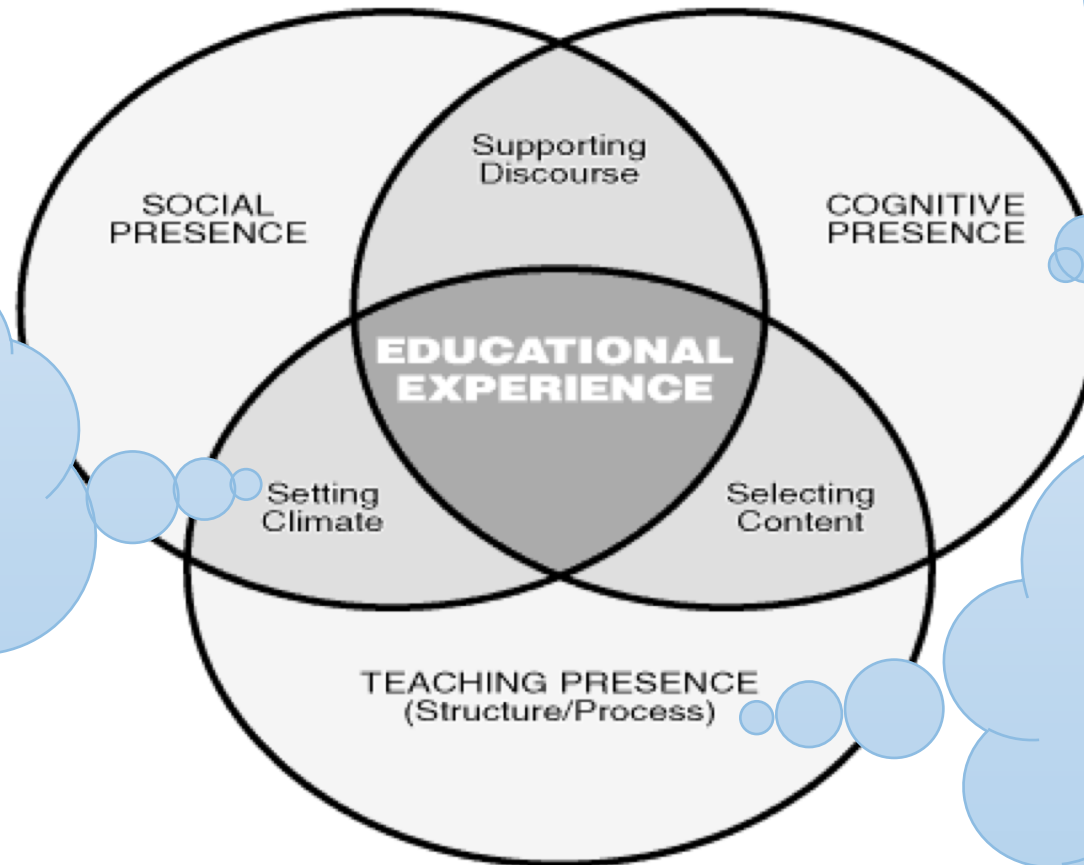 Supporting
Discourse
SOCIAL
PRESENCE
COGNITIVE
PRESENCE
EDUCATIONAL
EXPERIENCE
Setting
Climate
Selecting
Content
TEACHING PRESENCE
(Structure/Process)